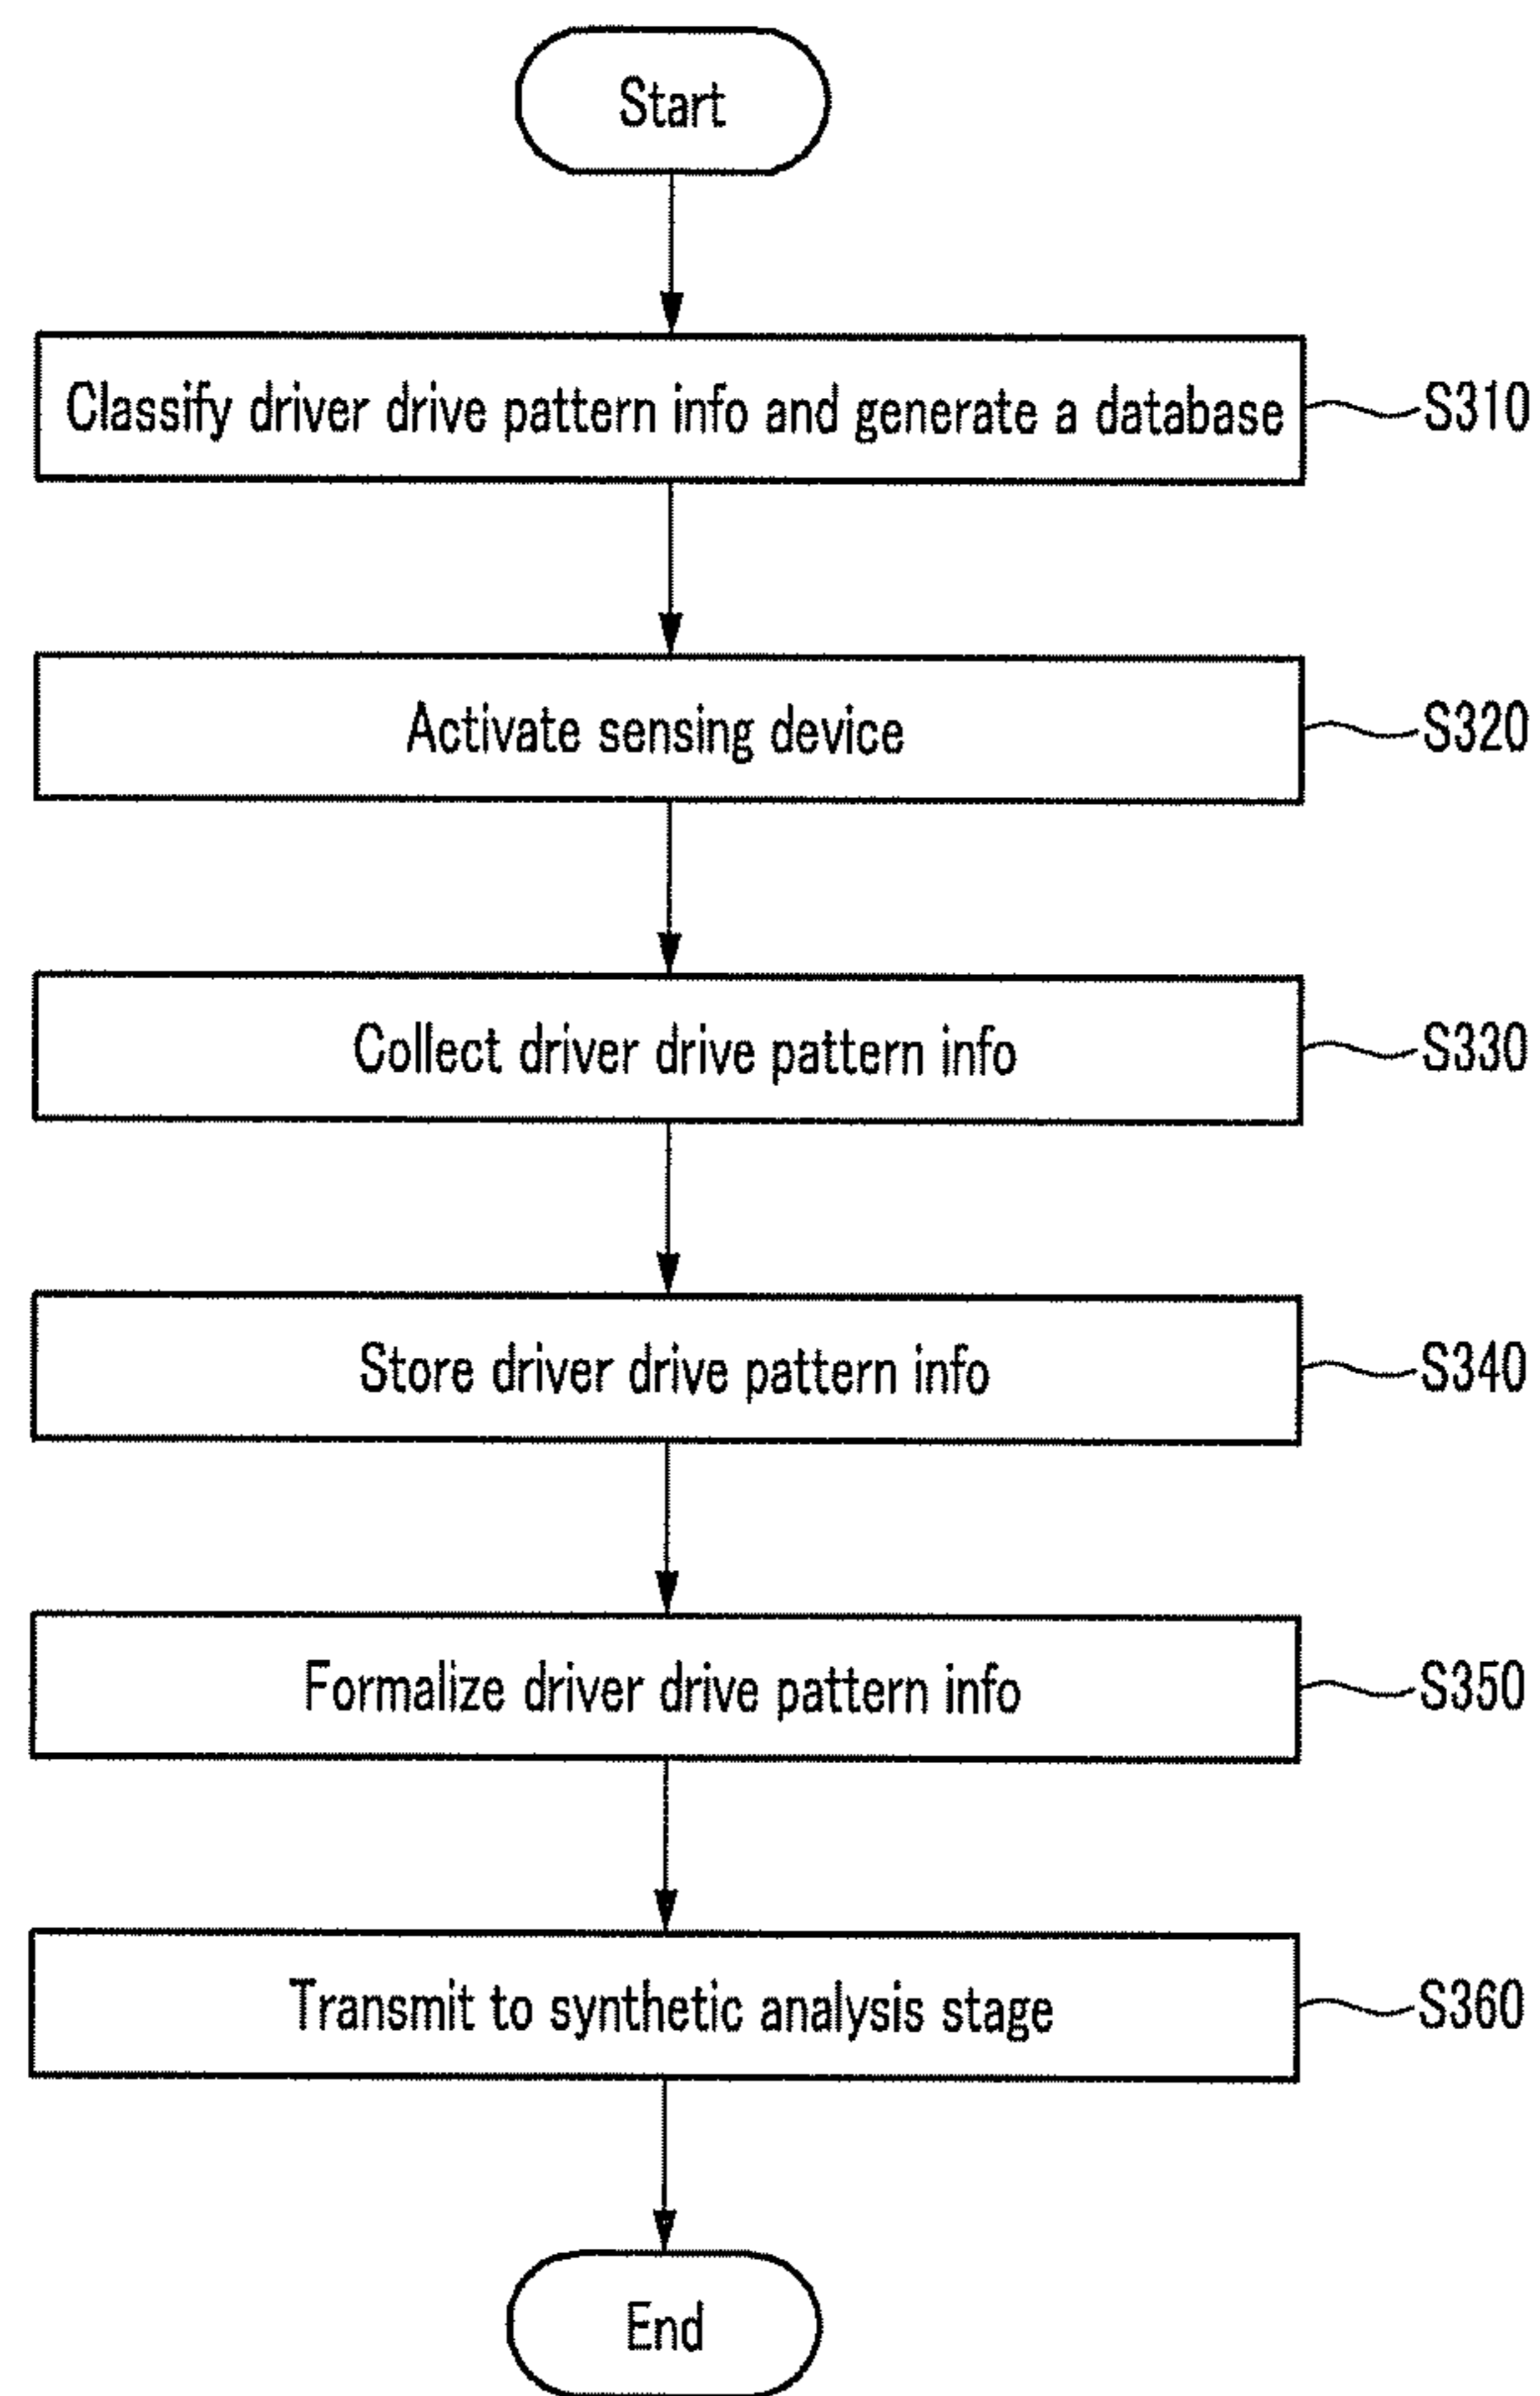 Start
Classify driver drive pattern info and generate a database
S310
Activate sensing device
S320
Collect driver drive pattern info
S330
Store driver drive pattern info
S340
Formalize driver drive pattern info
S350
Transmit to synthetic analysis stage
S360
End